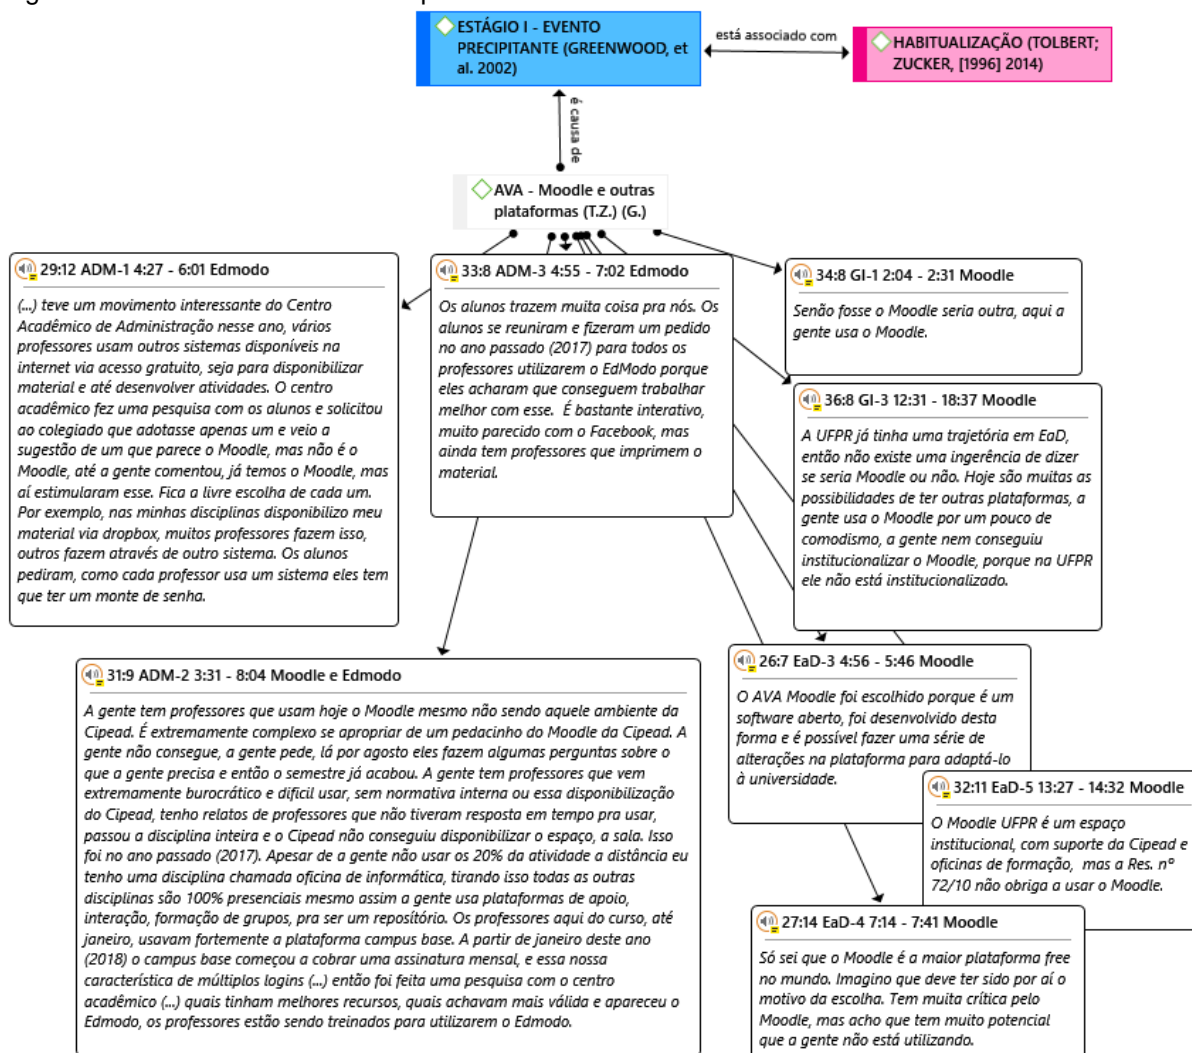 ESTÁGIO I - EVENTO
PRECIPITANTE (GREENWOOD, et
al. 2002)
está associado com
HABITUALIZAÇÃO (TOLBERT;
ZUCKER, [1996] 2014)
é causa de
AVA - Moodle e outras
plataformas (T.Z.) (G.)
29:12 ADM-1 4:27 - 6:01 Edmodo
(...) teve um movimento interessante do Centro
Acadêmico de Administração nesse ano, vários
professores usam outros sistemas disponíveis na
internet via acesso gratuito, seja para disponibilizar
material e até desenvolver atividades. O centro
acadêmico fez uma pesquisa com os alunos e solicitou
ao colegiado que adotasse apenas um e veio a
sugestão de um que parece o Moodle, mas não é o
Moodle, até a gente comentou, já temos o Moodle, mas
aí estimularam esse. Fica a livre escolha de cada um.
Por exemplo, nas minhas disciplinas disponibilizo meu
material via dropbox, muitos professores fazem isso,
outros fazem através de outro sistema. Os alunos
pediram, como cada professor usa um sistema eles tem
que ter um monte de senha.
33:8 ADM-3 4:55 - 7:02 Edmodo
Os alunos trazem muita coisa pra nós. Os
alunos se reuniram e fizeram um pedido
no ano passado (2017) para todos os
professores utilizarem o EdModo porque
eles acharam que conseguem trabalhar
melhor com esse. É bastante interativo,
muito parecido com o Facebook, mas
ainda tem professores que imprimem o
material.
34:8 GI-1 2:04 - 2:31 Moodle
Senão fosse o Moodle seria outra, aqui a
gente usa o Moodle.
36:8 GI-3 12:31 - 18:37 Moodle
A UFPR já tinha uma trajetória em EaD,
então não existe uma ingerência de dizer
se seria Moodle ou não. Hoje são muitas as
possibilidades de ter outras plataformas, a
gente usa o Moodle por um pouco de
comodismo, a gente nem conseguiu
institucionalizar o Moodle, porque na UFPR
ele não está institucionalizado.
31:9 ADM-2 3:31 - 8:04 Moodle e Edmodo
A gente tem professores que usam hoje o Moodle mesmo não sendo aquele ambiente da
Cipead. É extremamente complexo se apropriar de um pedacinho do Moodle da Cipead. A
gente não consegue, a gente pede, lá por agosto eles fazem algumas perguntas sobre o
que a gente precisa e então o semestre já acabou. A gente tem professores que vem
extremamente burocrático e dificil usar, sem normativa interna ou essa disponibilização
do Cipead, tenho relatos de professores que não tiveram resposta em tempo pra usar,
passou a disciplina inteira e o Cipead não conseguiu disponibilizar o espaço, a sala. Isso
foi no ano passado (2017). Apesar de a gente não usar os 20% da atividade a distância eu
tenho uma disciplina chamada oficina de informática, tirando isso todas as outras
disciplinas são 100% presenciais mesmo assim a gente usa plataformas de apoio,
interação, formação de grupos, pra ser um repositório. Os professores aqui do curso, até
janeiro, usavam fortemente a plataforma campus base. A partir de janeiro deste ano
(2018) o campus base começou a cobrar uma assinatura mensal, e essa nossa
característica de múltiplos logins (...) então foi feita uma pesquisa com o centro
acadêmico (...) quais tinham melhores recursos, quais achavam mais válida e apareceu o
Edmodo, os professores estão sendo treinados para utilizarem o Edmodo.
26:7 EaD-3 4:56 - 5:46 Moodle
O AVA Moodle foi escolhido porque é um
software aberto, foi desenvolvido desta
forma e é possível fazer uma série de
alterações na plataforma para adaptá-lo
à universidade.
32:11 EaD-5 13:27 - 14:32 Moodle
O Moodle UFPR é um espaço
institucional, com suporte da Cipead e
oficinas de formação, mas a Res. nº
72/10 não obriga a usar o Moodle.
27:14 EaD-4 7:14 - 7:41 Moodle
Só sei que o Moodle é a maior plataforma free
no mundo. Imagino que deve ter sido por aí o
motivo da escolha. Tem muita crítica pelo
Moodle, mas acho que tem muito potencial
que a gente não está utilizando.